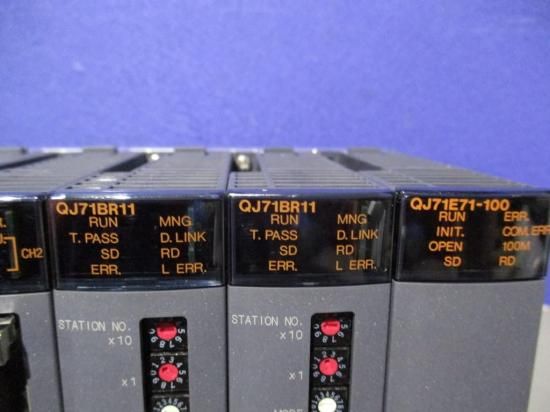 CH2
QJ71BR11
RUN MNG
T. PASS D. LINK
SD RD
ERR. L ERR.
STATION NO.
x10
x1
QJ71BR11
RUN MNG
T. PASS D. LINK
SD RD
ERR. L ERR.
STATION NO.
x10
x1
MODE
QJ71E71-100
RUN ERR.
INIT. COM.ERR
OPEN 100M
SD RD